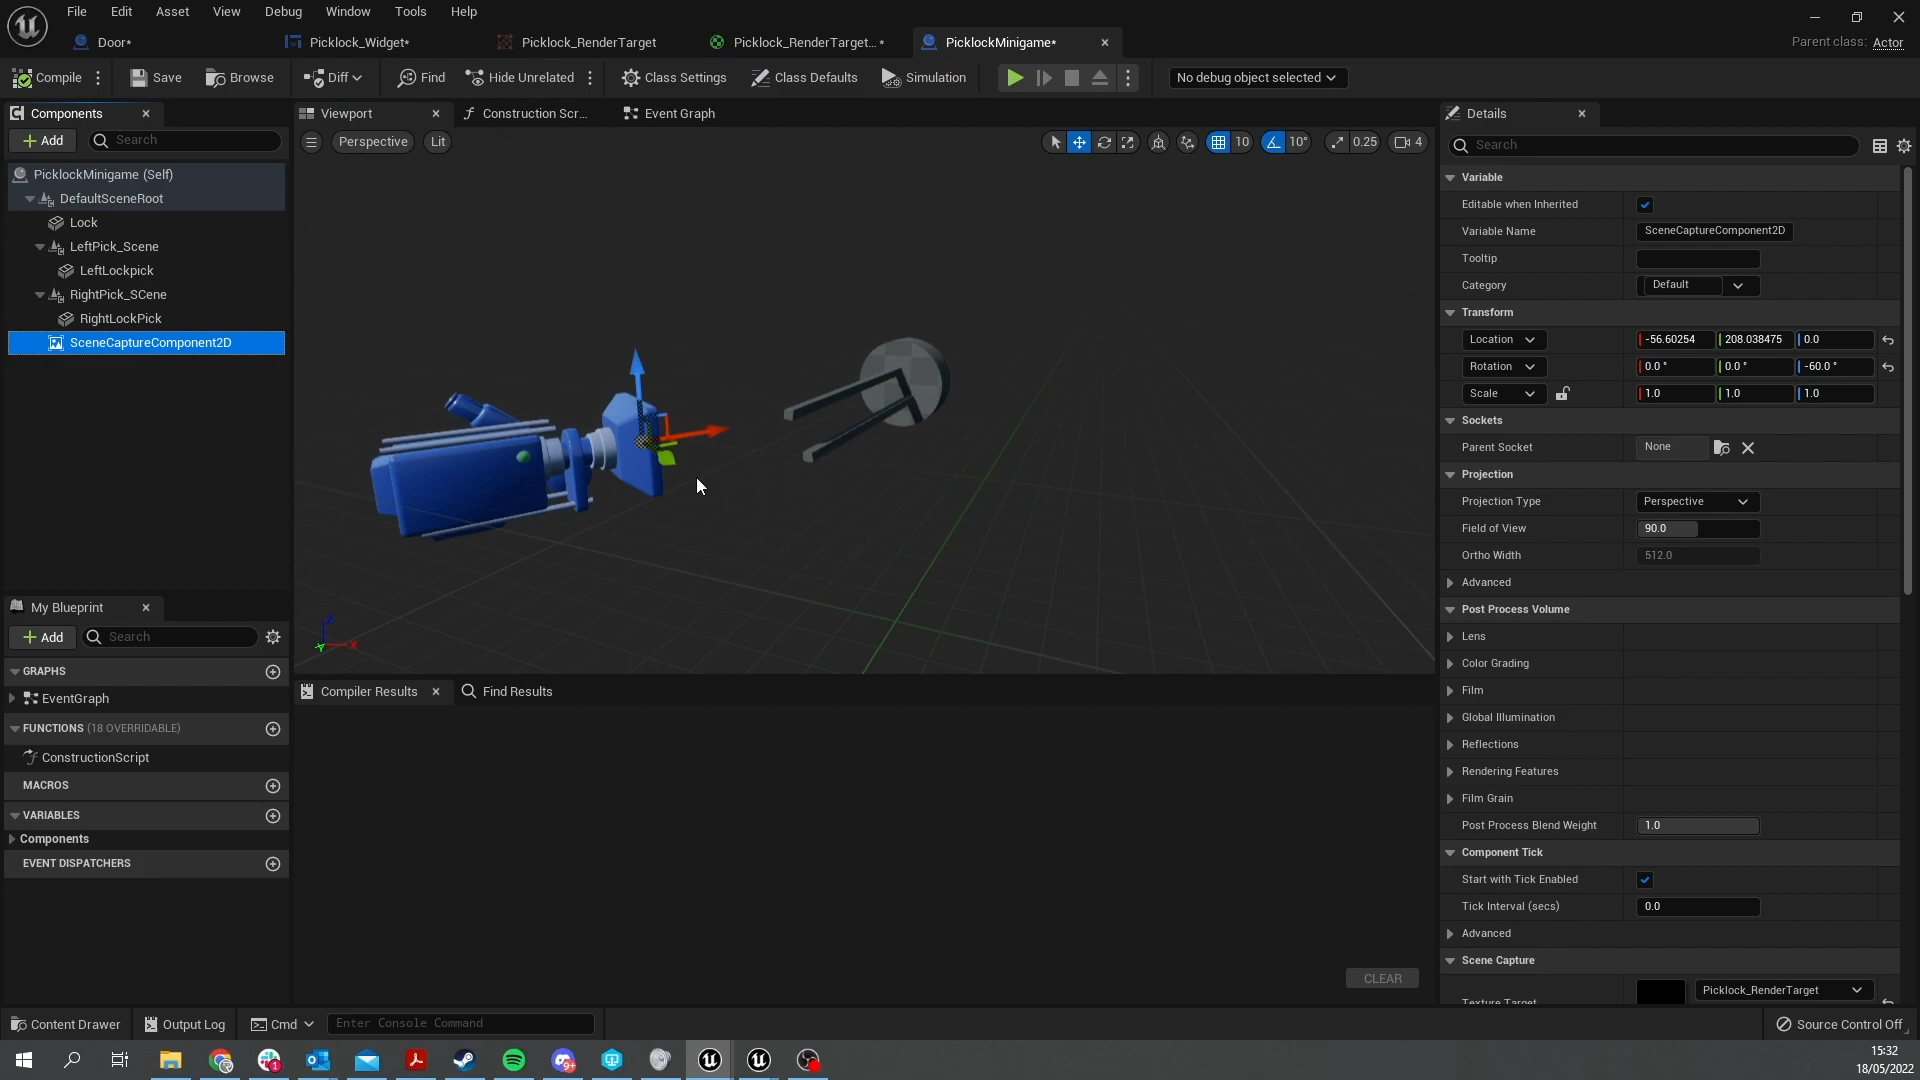 File Edit Asset View Debug Window Tools Help
Door* Picklock_Widget* Picklock_RenderTarget Picklock_RenderTarget... * PicklockMinigame* Parent class: Actor
Compile Save Browse Diff Find Hide Unrelated Class Settings Class Defaults Simulation No debug object selected
Components Viewport Construction Scr... Event Graph Details
Add Search Perspective Lit 10 10° 0.25 4 Search
PicklockMinigame (Self)
DefaultSceneRoot
Lock
LeftPick_Scene
LeftLockpick
RightPick_SCene
RightLockPick
SceneCaptureComponent2D
Variable
Editable when Inherited
Variable Name SceneCaptureComponent2D
Tooltip
Category Default
Transform
Location -56.60254 208.038475 0.0
Rotation 0.0 ° 0.0 ° -60.0 °
Scale 1.0 1.0 1.0
Sockets
Parent Socket None
Projection
Projection Type Perspective
Field of View 90.0
Ortho Width 512.0
Advanced
Post Process Volume
Lens
Color Grading
Film
Global Illumination
Reflections
Rendering Features
Film Grain
Post Process Blend Weight 1.0
Component Tick
Start with Tick Enabled
Tick Interval (secs) 0.0
Advanced
Scene Capture
Texture Target Picklock_RenderTarget
Z X Y
My Blueprint
Add Search
GRAPHS
EventGraph
FUNCTIONS (18 OVERRIDABLE)
ConstructionScript
MACROS
VARIABLES
Components
EVENT DISPATCHERS
Compiler Results Find Results
CLEAR
Content Drawer Output Log Cmd Enter Console Command Source Control Off
1 9+
15:32
18/05/2022